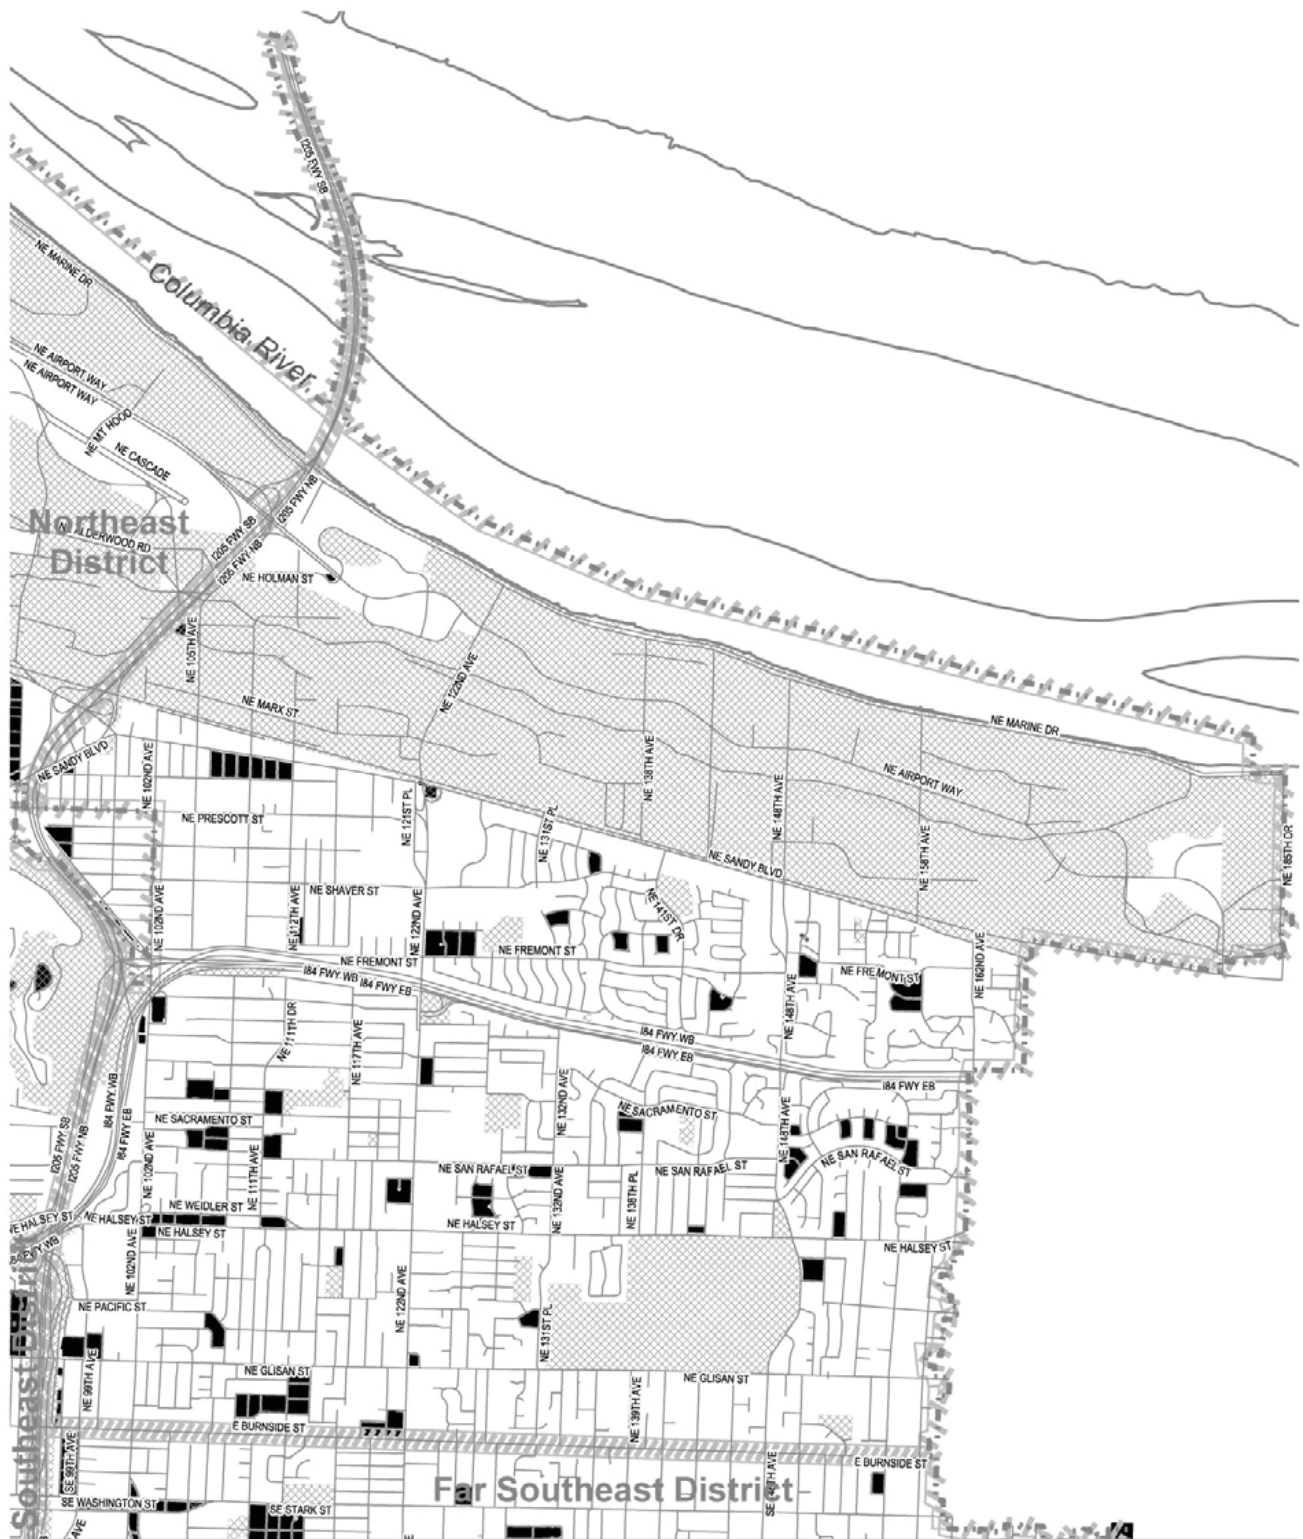 I205 FWY SB
NE MARINE DR
Columbia River
NE AIRPORT WAY
NE AIRPORT WAY
NE MT HOOD
NE CASCADE
I205 FWY NB
I205 FWY SB
Northeast
District
ALDERWOOD RD
I205 FWY NB
NE HOLMAN ST
NE 105TH AVE
NE 122ND AVE
NE MARX ST
NE MARINE DR
NE SANDY BLVD
NE 102ND AVE
NE 138TH AVE
NE AIRPORT WAY
NE 148TH AVE
NE PRESCOTT ST
NE 121ST PL
NE 131ST PL
NE SANDY BLVD
NE 158TH AVE
NE 185TH DR
NE SHAVER ST
NE 102ND AVE
NE 112TH AVE
NE 122ND AVE
NE 141ST DR
NE FREMONT ST
NE FREMONT ST
NE FREMONT ST
NE 162ND AVE
I84 FWY WB
I84 FWY EB
NE 148TH AVE
NE 111TH DR
NE 117TH AVE
I84 FWY WB
I84 FWY EB
I84 FWY EB
I84 FWY WB
I84 FWY EB
NE 132ND AVE
NE SACRAMENTO ST
NE SACRAMENTO ST
NE 148TH AVE
I205 FWY SB
I205 FWY NB
NE 102ND AVE
NE 111TH AVE
NE SAN RAFAEL ST
NE SAN RAFAEL ST
NE SAN RAFAEL ST
NE 132ND AVE
NE 138TH PL
NE WEIDLER ST
NE HALSEY ST
NE HALSEY ST
NE HALSEY ST
NE HALSEY ST
NE HALSEY ST
I84 FWY WB
NE 102ND AVE
NE 122ND AVE
NE PACIFIC ST
NE 131ST PL
NE 99TH AVE
NE GLISAN ST
NE GLISAN ST
NE 139TH AVE
E BURNSIDE ST
E BURNSIDE ST
Southeast District
SE 99TH AVE
Far Southeast District
SE 148TH AVE
SE WASHINGTON ST
SE STARK ST
AVE